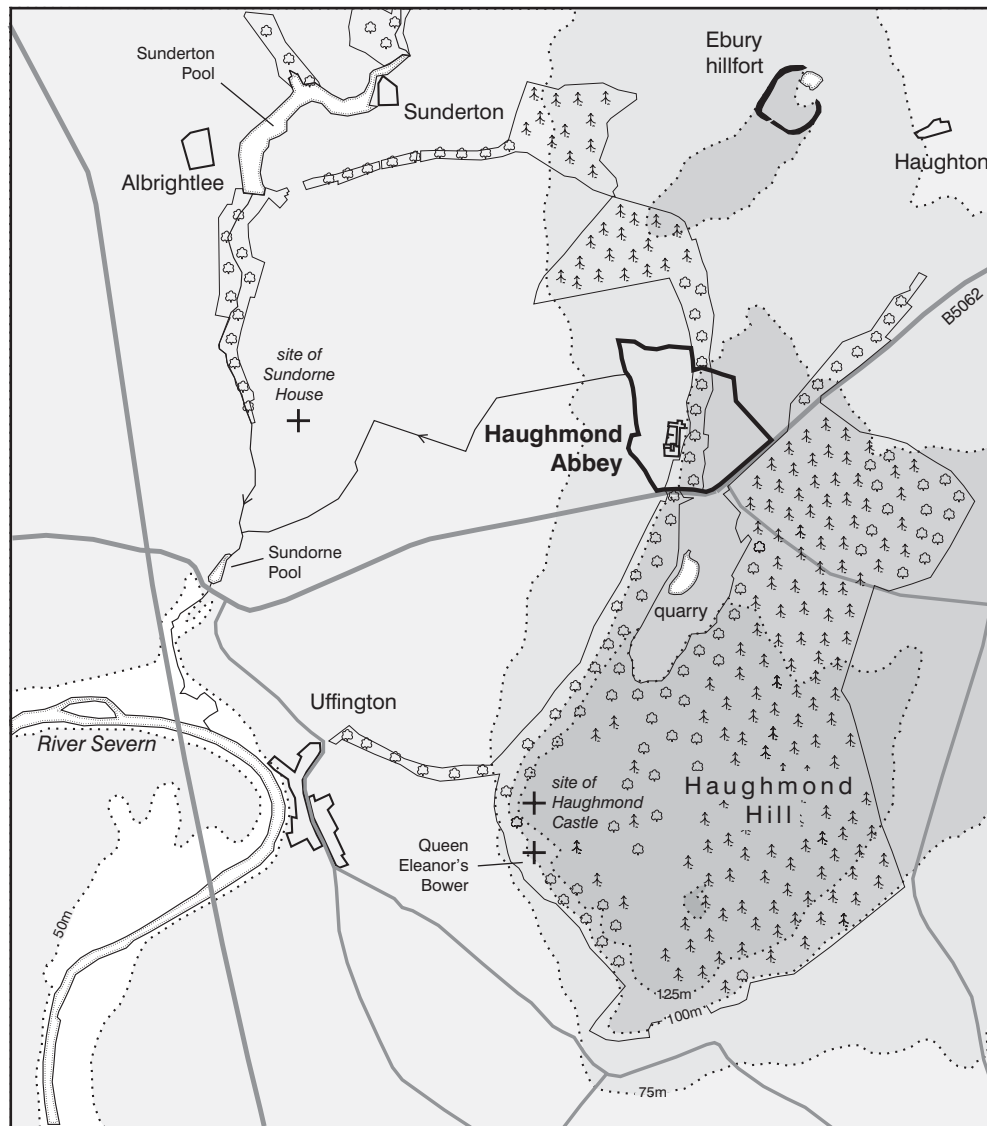 Sunderton
Pool
Ebury
hillfort
Sunderton
Albrightlee
Haughton
B5062
site of
Sundorne
House
Haughmond
Abbey
Sundorne
Pool
quarry
Uffington
River Severn
site of
Haughmond
Castle
Haughmond
Hill
Queen
Eleanor's
Bower
50m
125m
100m
75m